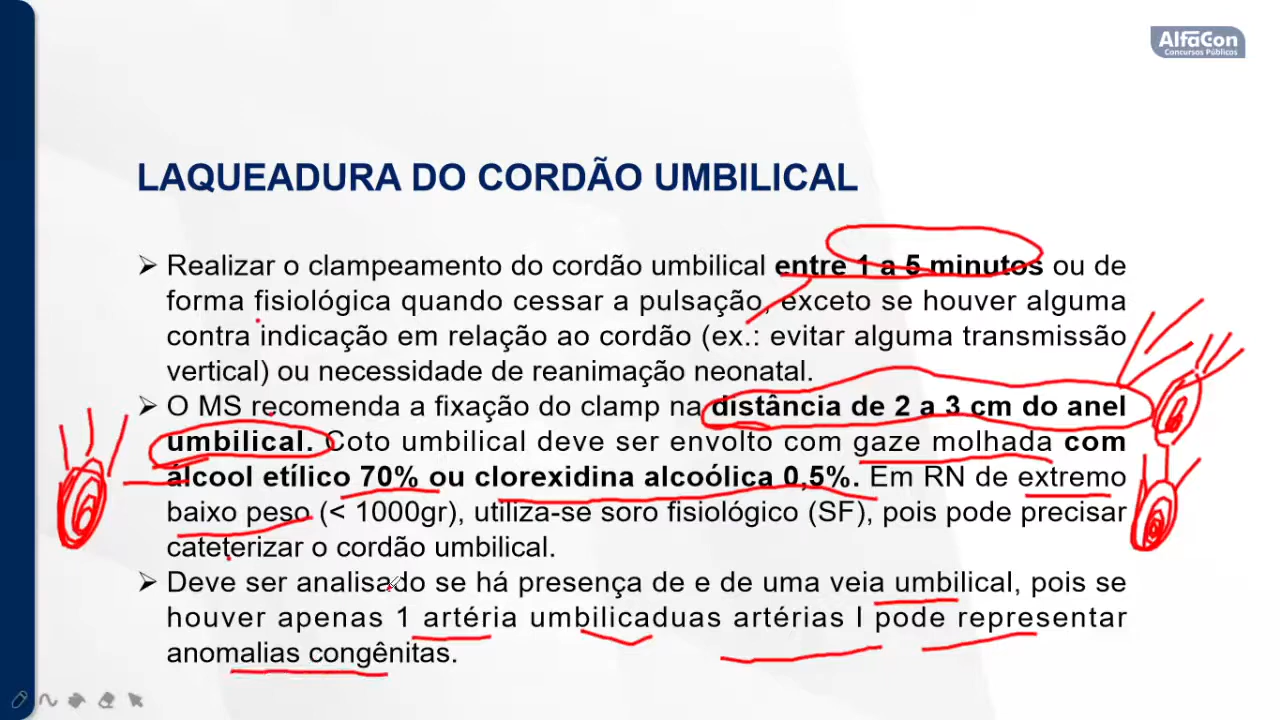 AlfaCon
Concursos Públicos
LAQUEADURA DO CORDÃO UMBILICAL
➢ Realizar o clampeamento do cordão umbilical entre 1 a 5 minutos ou de
forma fisiológica quando cessar a pulsação, exceto se houver alguma
contra indicação em relação ao cordão (ex.: evitar alguma transmissão
vertical) ou necessidade de reanimação neonatal.
➢ O MS recomenda a fixação do clamp na distância de 2 a 3 cm do anel
umbilical. Coto umbilical deve ser envolto com gaze molhada com
álcool etílico 70% ou clorexidina alcoólica 0,5%. Em RN de extremo
baixo peso (< 1000gr), utiliza-se soro fisiológico (SF), pois pode precisar
cateterizar o cordão umbilical.
➢ Deve ser analisado se há presença de e de uma veia umbilical, pois se
houver apenas 1 artéria umbilicaduas artérias l pode representar
anomalias congênitas.